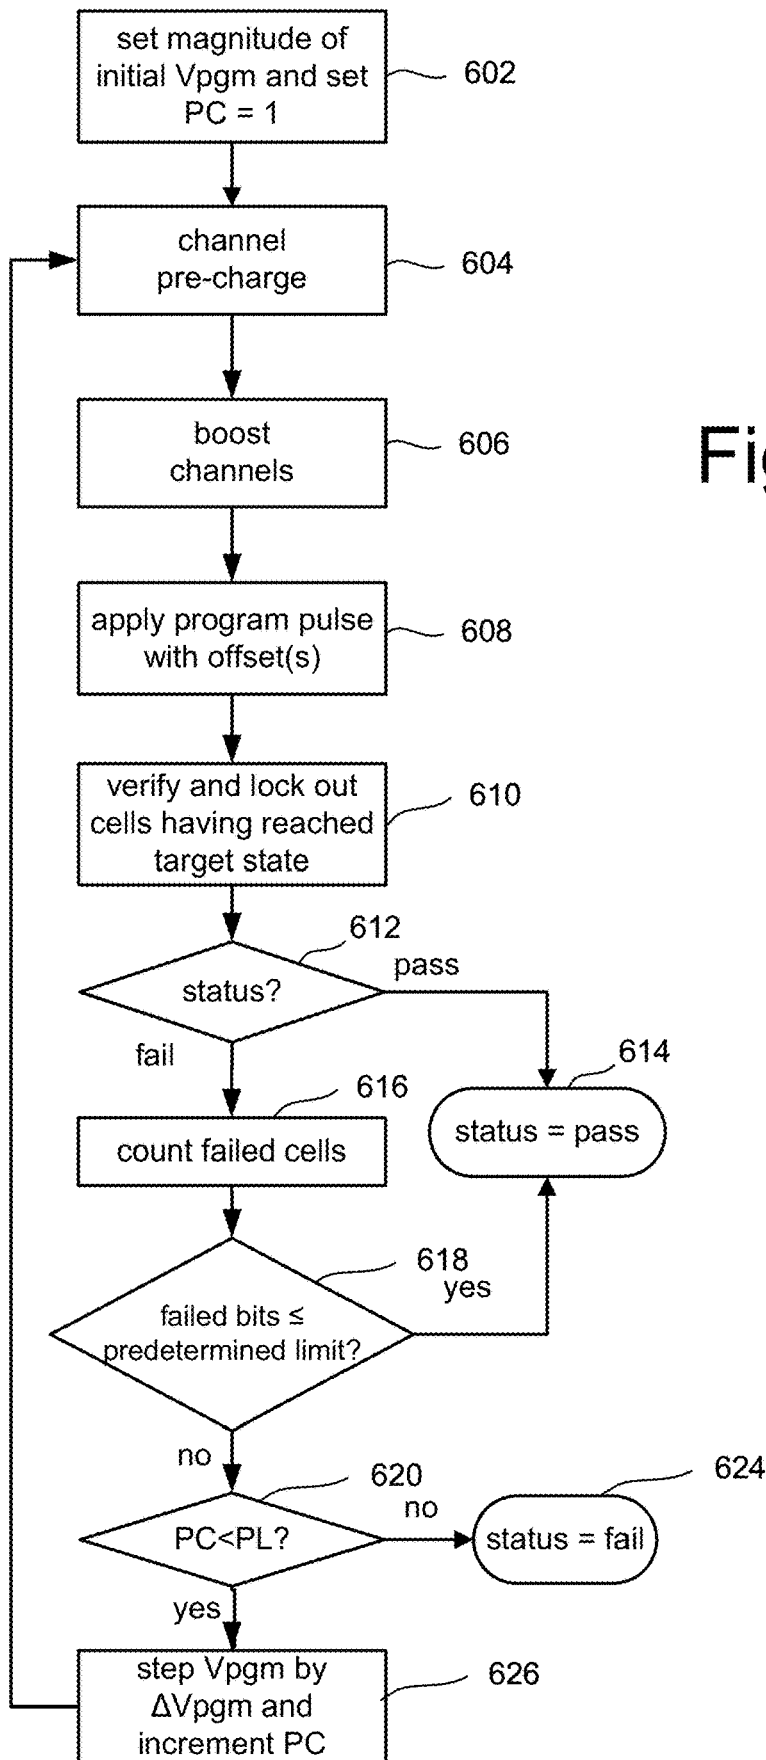 set magnitude of
initial Vpgm and set
PC = 1
602
channel
pre-charge
604
boost
channels
606
Fig
apply program pulse
with offset(s)
608
verify and lock out
cells having reached
target state
610
612
status?
pass
fail
614
status = pass
616
count failed cells
618
yes
failed bits ≤
predetermined limit?
no
620
624
PC<PL?
no
status = fail
yes
step Vpgm by
ΔVpgm and
increment PC
626